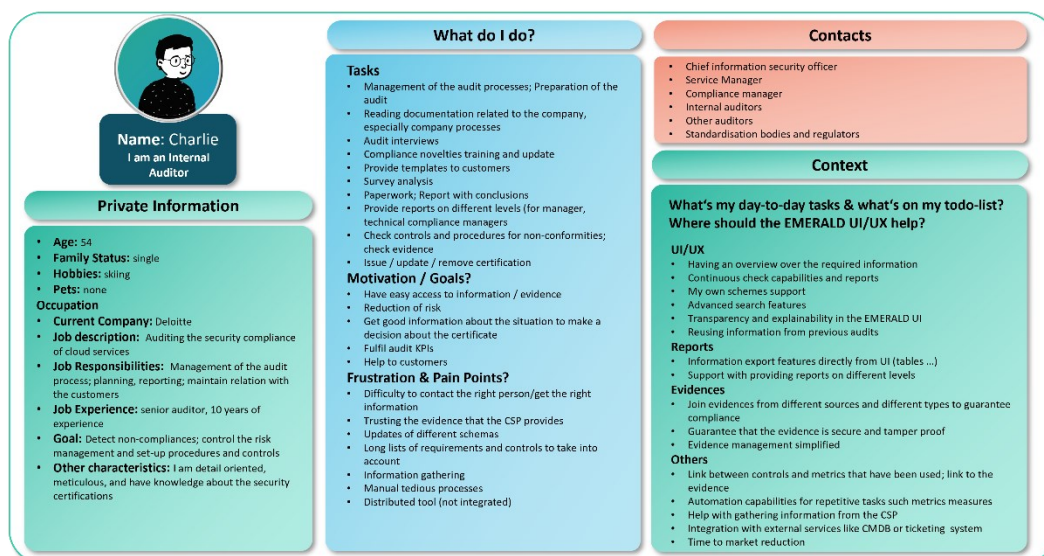 Name: Charlie
I am an Internal
Auditor
Private Information
• Age: 54
• Family Status: single
• Hobbies: skiing
• Pets: none
Occupation
• Current Company: Deloitte
• Job description: Auditing the security compliance
of cloud services
• Job Responsibilities: Management of the audit
process; planning, reporting; maintain relation with
the customers
• Job Experience: senior auditor, 10 years of
experience
• Goal: Detect non-compliances; control the risk
management and set-up procedures and controls
• Other characteristics: I am detail oriented,
meticulous, and have knowledge about the security
certifications
What do I do?
Tasks
• Management of the audit processes; Preparation of the
audit
• Reading documentation related to the company,
especially company processes
• Audit interviews
• Compliance novelties training and update
• Provide templates to customers
• Survey analysis
• Paperwork; Report with conclusions
• Provide reports on different levels (for manager,
technical compliance managers
• Check controls and procedures for non-conformities;
check evidence
• Issue / update / remove certification
Motivation / Goals?
• Have easy access to information / evidence
• Reduction of risk
• Get good information about the situation to make a
decision about the certificate
• Fulfil audit KPIs
• Help to customers
Frustration & Pain Points?
• Difficulty to contact the right person/get the right
information
• Trusting the evidence that the CSP provides
• Updates of different schemas
• Long lists of requirements and controls to take into
account
• Information gathering
• Manual tedious processes
• Distributed tool (not integrated)
Contacts
• Chief information security officer
• Service Manager
• Compliance manager
• Internal auditors
• Other auditors
• Standardisation bodies and regulators
Context
What's my day-to-day tasks & what's on my todo-list?
Where should the EMERALD UI/UX help?
UI/UX
• Having an overview over the required information
• Continuous check capabilities and reports
• My own schemes support
• Advanced search features
• Transparency and explainability in the EMERALD UI
• Reusing information from previous audits
Reports
• Information export features directly from UI (tables ...)
• Support with providing reports on different levels
Evidences
• Join evidences from different sources and different types to guarantee
compliance
• Guarantee that the evidence is secure and tamper proof
• Evidence management simplified
Others
• Link between controls and metrics that have been used; link to the
evidence
• Automation capabilities for repetitive tasks such metrics measures
• Help with gathering information from the CSP
• Integration with external services like CMDB or ticketing system
• Time to market reduction